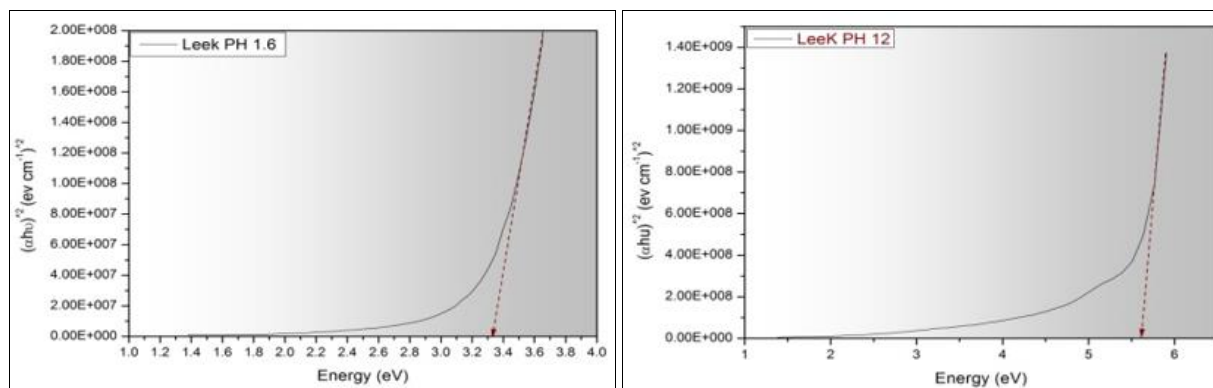 2.00E+008
Leek PH 1.6
1.80E+008
1.60E+008
1.40E+008
1.20E+008
1.00E+008
8.00E+007
6.00E+007
4.00E+007
2.00E+007
0.00E+000
(αhυ)^2 (ev cm-1)^2
1.0 1.2 1.4 1.6 1.8 2.0 2.2 2.4 2.6 2.8 3.0 3.2 3.4 3.6 3.8 4.0
Energy (eV)
LeeK PH 12
1.40E+009
1.20E+009
1.00E+009
8.00E+008
6.00E+008
4.00E+008
2.00E+008
0.00E+000
(αhu)^2 (ev cm-1)^2
1 2 3 4 5 6
Energy (eV)